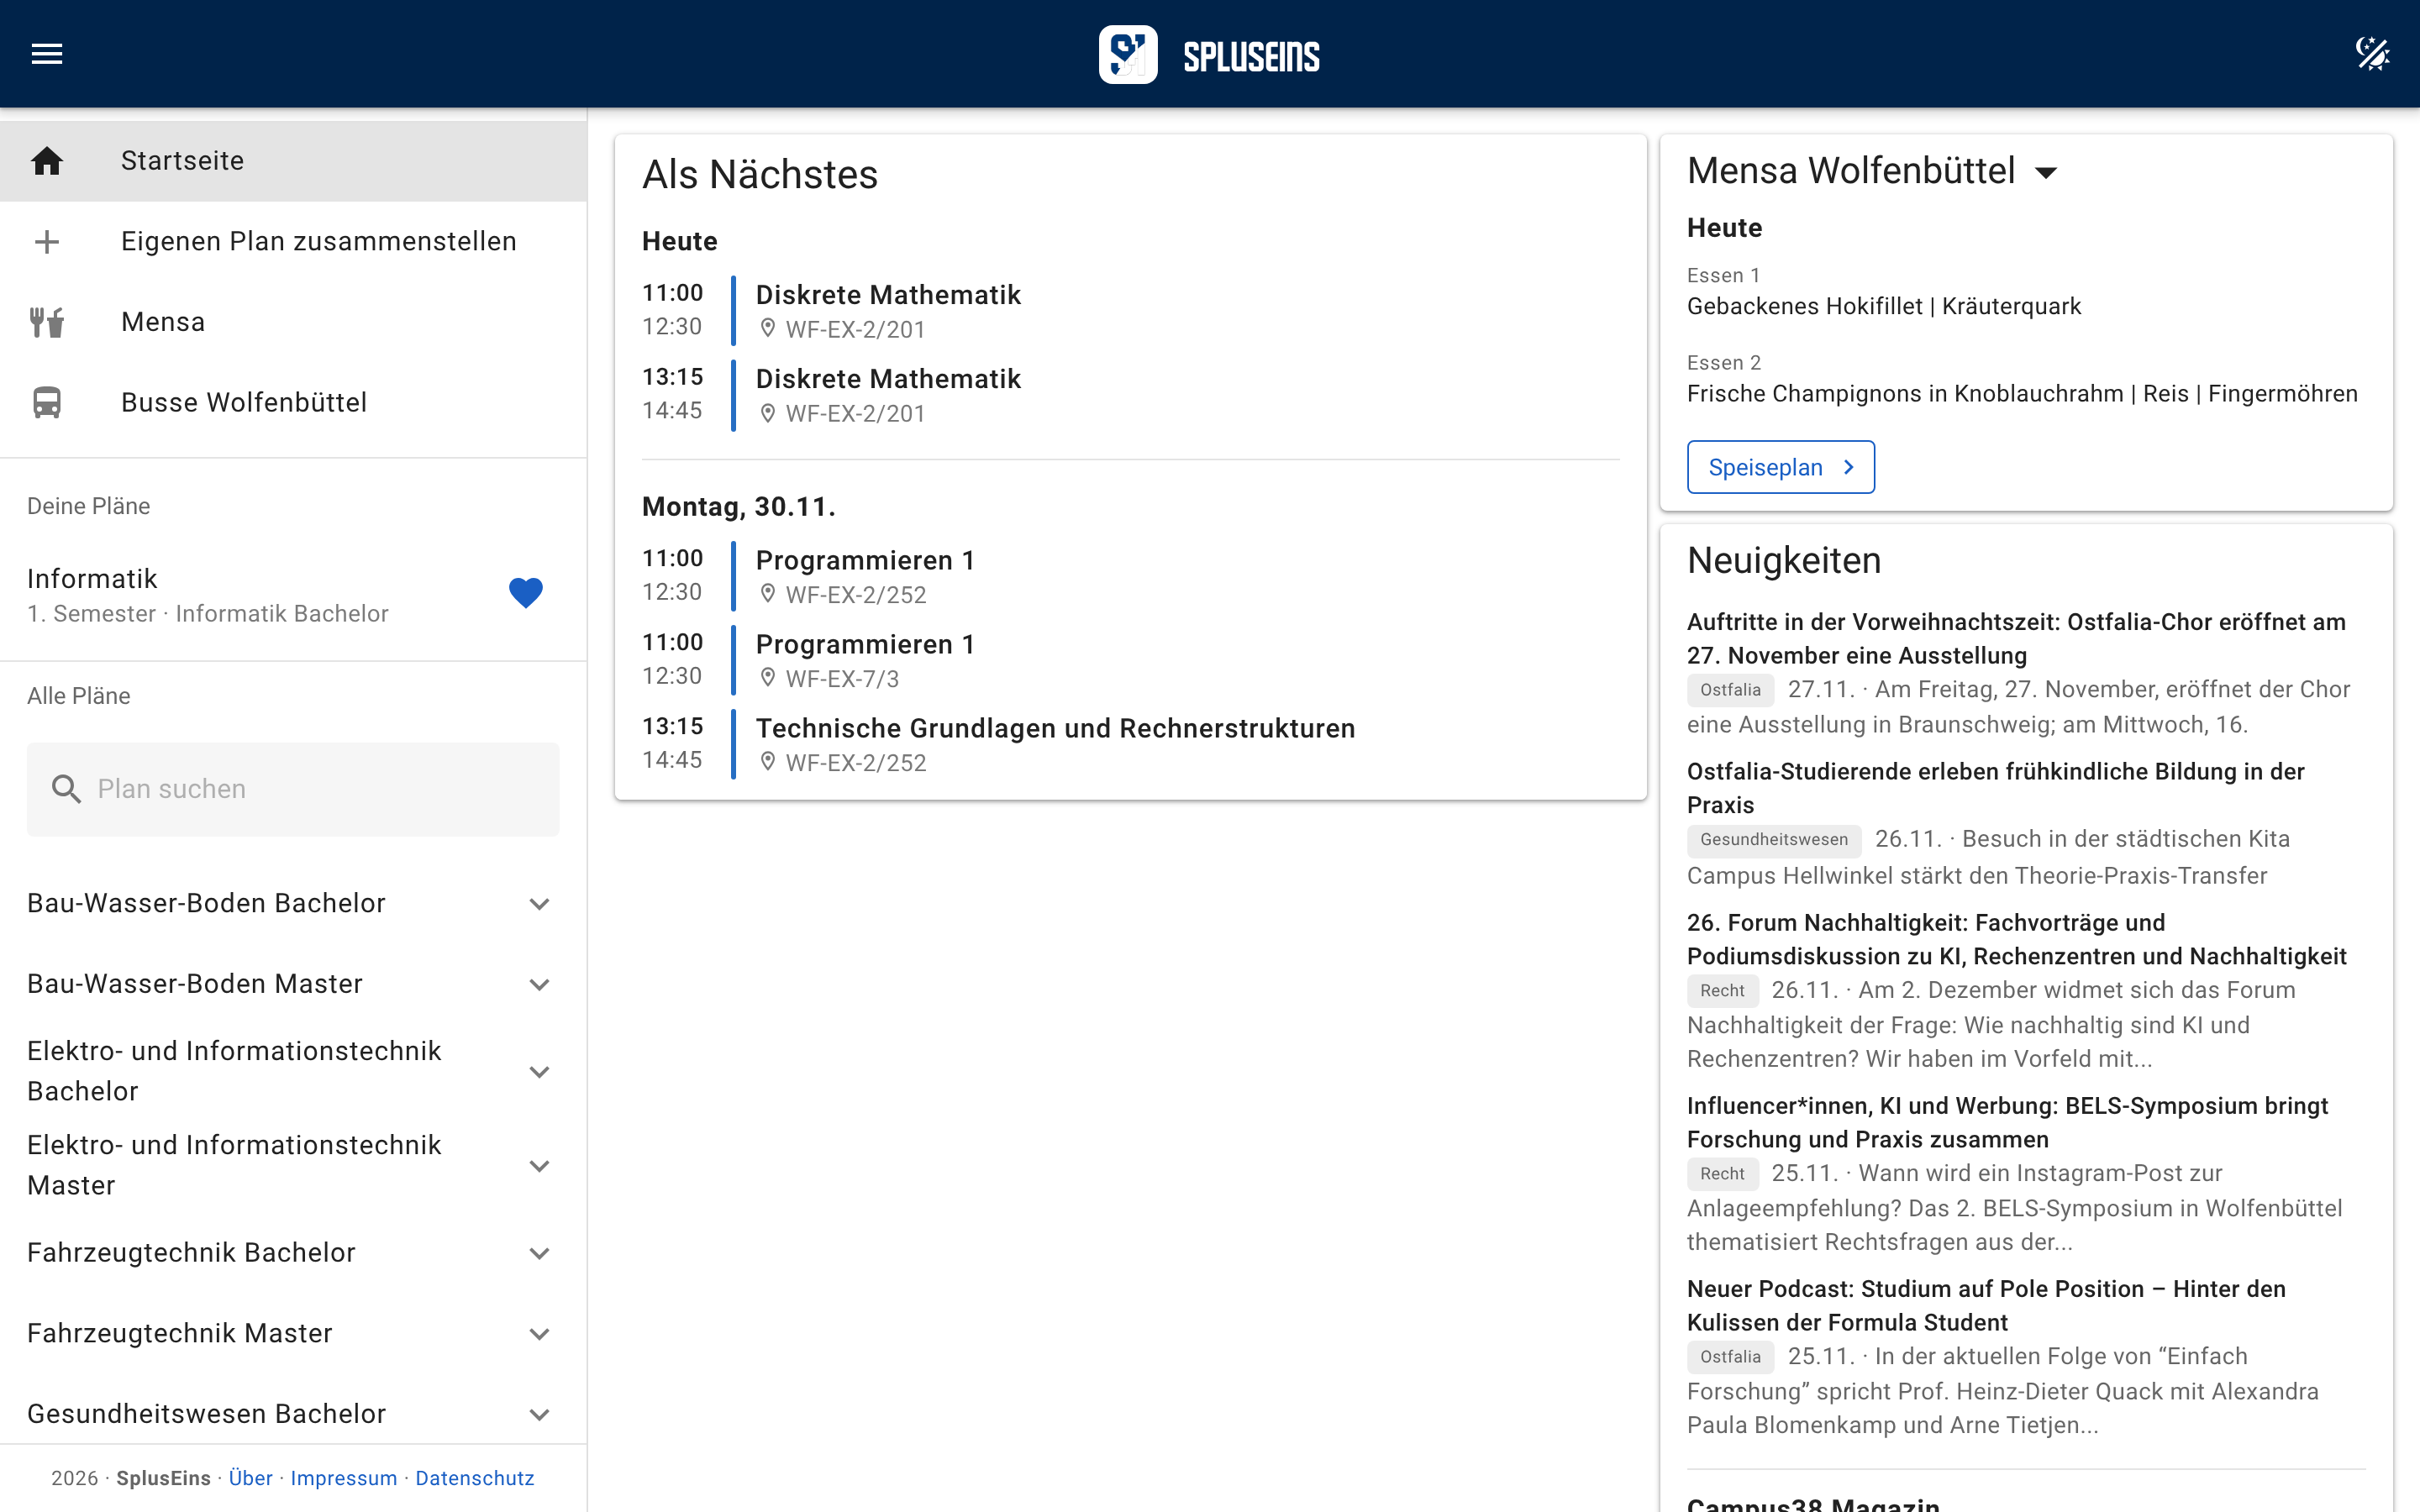 SPLUSEINS
Startseite
Eigenen Plan zusammenstellen
Mensa
Busse Wolfenbüttel
Deine Pläne
Informatik
1. Semester · Informatik Bachelor
Alle Pläne
Plan suchen
Bau-Wasser-Boden Bachelor
Bau-Wasser-Boden Master
Elektro- und Informationstechnik
Bachelor
Elektro- und Informationstechnik
Master
Fahrzeugtechnik Bachelor
Fahrzeugtechnik Master
Gesundheitswesen Bachelor
2026 · SplusEins · Über · Impressum · Datenschutz
Als Nächstes
Heute
11:00 Diskrete Mathematik
12:30 WF-EX-2/201
13:15 Diskrete Mathematik
14:45 WF-EX-2/201
Montag, 30.11.
11:00 Programmieren 1
12:30 WF-EX-2/252
11:00 Programmieren 1
12:30 WF-EX-7/3
13:15 Technische Grundlagen und Rechnerstrukturen
14:45 WF-EX-2/252
Mensa Wolfenbüttel
Heute
Essen 1
Gebackenes Hokifillet | Kräuterquark
Essen 2
Frische Champignons in Knoblauchrahm | Reis | Fingermöhren
Speiseplan
Neuigkeiten
Auftritte in der Vorweihnachtszeit: Ostfalia-Chor eröffnet am
27. November eine Ausstellung
Ostfalia 27.11. · Am Freitag, 27. November, eröffnet der Chor
eine Ausstellung in Braunschweig; am Mittwoch, 16.
Ostfalia-Studierende erleben frühkindliche Bildung in der
Praxis
Gesundheitswesen 26.11. · Besuch in der städtischen Kita
Campus Hellwinkel stärkt den Theorie-Praxis-Transfer
26. Forum Nachhaltigkeit: Fachvorträge und
Podiumsdiskussion zu KI, Rechenzentren und Nachhaltigkeit
Recht 26.11. · Am 2. Dezember widmet sich das Forum
Nachhaltigkeit der Frage: Wie nachhaltig sind KI und
Rechenzentren? Wir haben im Vorfeld mit...
Influencer*innen, KI und Werbung: BELS-Symposium bringt
Forschung und Praxis zusammen
Recht 25.11. · Wann wird ein Instagram-Post zur
Anlageempfehlung? Das 2. BELS-Symposium in Wolfenbüttel
thematisiert Rechtsfragen aus der...
Neuer Podcast: Studium auf Pole Position – Hinter den
Kulissen der Formula Student
Ostfalia 25.11. · In der aktuellen Folge von “Einfach
Forschung” spricht Prof. Heinz-Dieter Quack mit Alexandra
Paula Blomenkamp und Arne Tietjen...
Campus38 Magazin